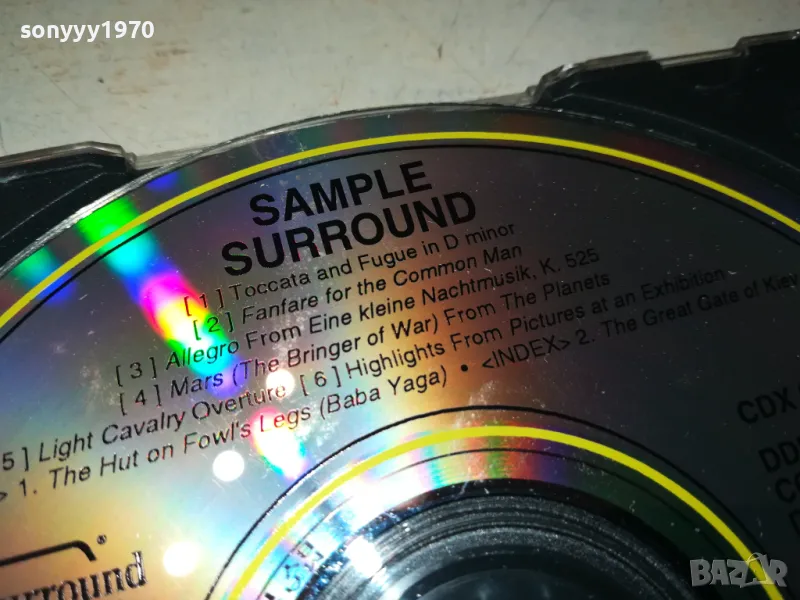 sonyyy1970
SAMPLE
SURROUND
[ 1 ] Toccata and Fugue in D minor
[ 2 ] Fanfare for the Common Man
[ 3 ] Allegro From Eine kleine Nachtmusik, K. 525
[ 4 ] Mars (The Bringer of War) From The Planets
5 ] Light Cavalry Overture [ 6 ] Highlights From Pictures at an Exhibition
> 1. The Hut on Fowl's Legs (Baba Yaga) • <INDEX> 2. The Great Gate of Kiev
CDX
DD
®
urround
BAZAR